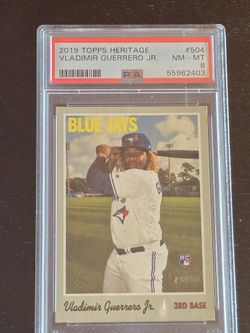 2019 TOPPS HERITAGE #504
VLADIMIR GUERRERO JR. NM-MT
PSA 8
55962403
BLUE JAYS
RC
Vladimir Guerrero Jr. 3RD BASE